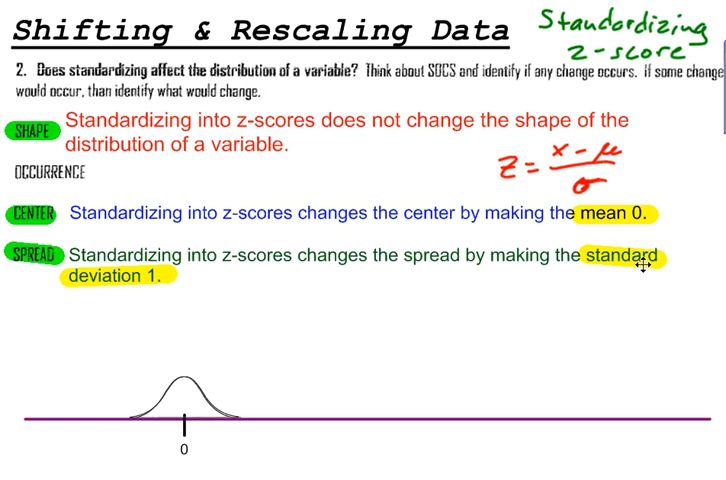 Shifting & Rescaling Data
Standardizing
z-score
2. Does standardizing affect the distribution of a variable? Think about SOCS and identify if any change occurs. If some change
would occur, than identify what would change.
SHAPE Standardizing into z-scores does not change the shape of the
distribution of a variable.
z = x - μ / σ
OCCURRENCE
CENTER Standardizing into z-scores changes the center by making the mean 0.
SPREAD Standardizing into z-scores changes the spread by making the standard
deviation 1.
0